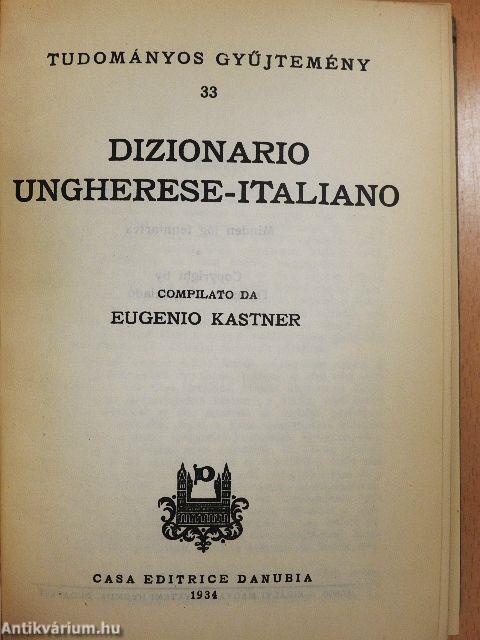 TUDOMÁNYOS GYŰJTEMÉNY
33
DIZIONARIO
UNGHERESE-ITALIANO
COMPILATO DA
EUGENIO KASTNER
P
CASA EDITRICE DANUBIA
1934
Antikvárium.hu